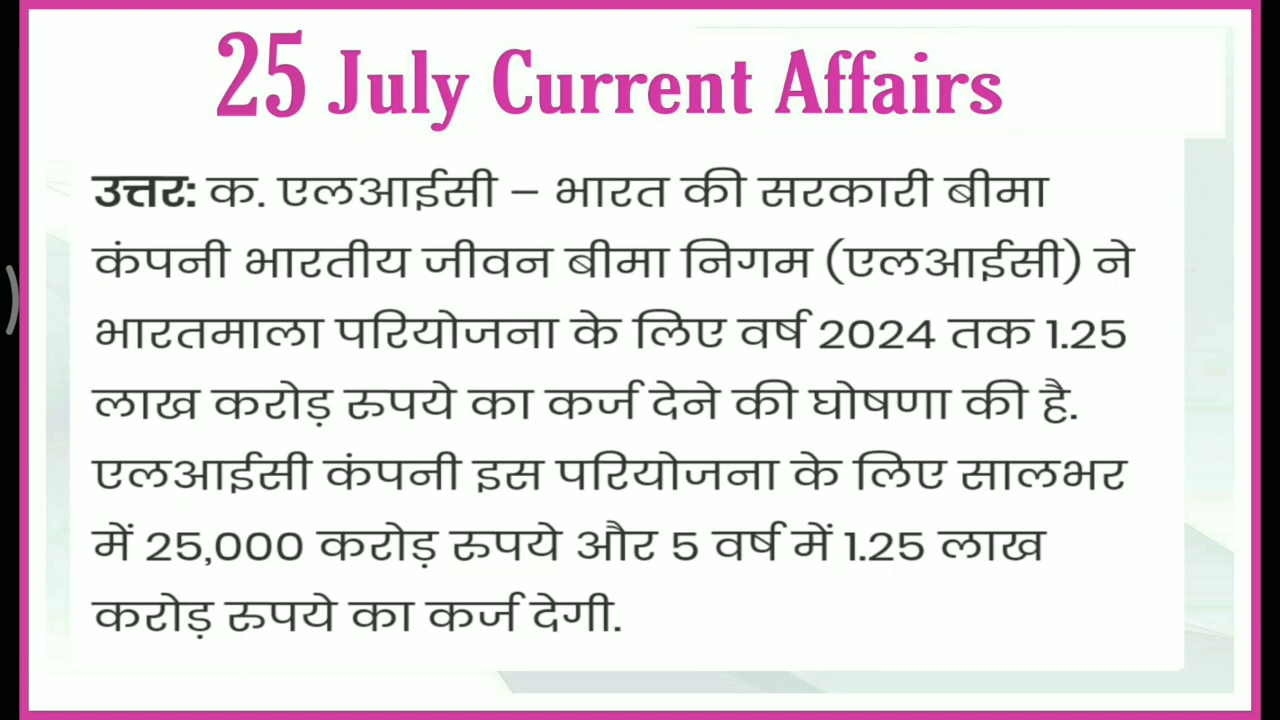 25 July Current Affairs
उत्तर: क. एलआईसी – भारत की सरकारी बीमा
कंपनी भारतीय जीवन बीमा निगम (एलआईसी) ने
भारतमाला परियोजना के लिए वर्ष 2024 तक 1.25
लाख करोड़ रुपये का कर्ज देने की घोषणा की है.
एलआईसी कंपनी इस परियोजना के लिए सालभर
में 25,000 करोड़ रुपये और 5 वर्ष में 1.25 लाख
करोड़ रुपये का कर्ज देगी.